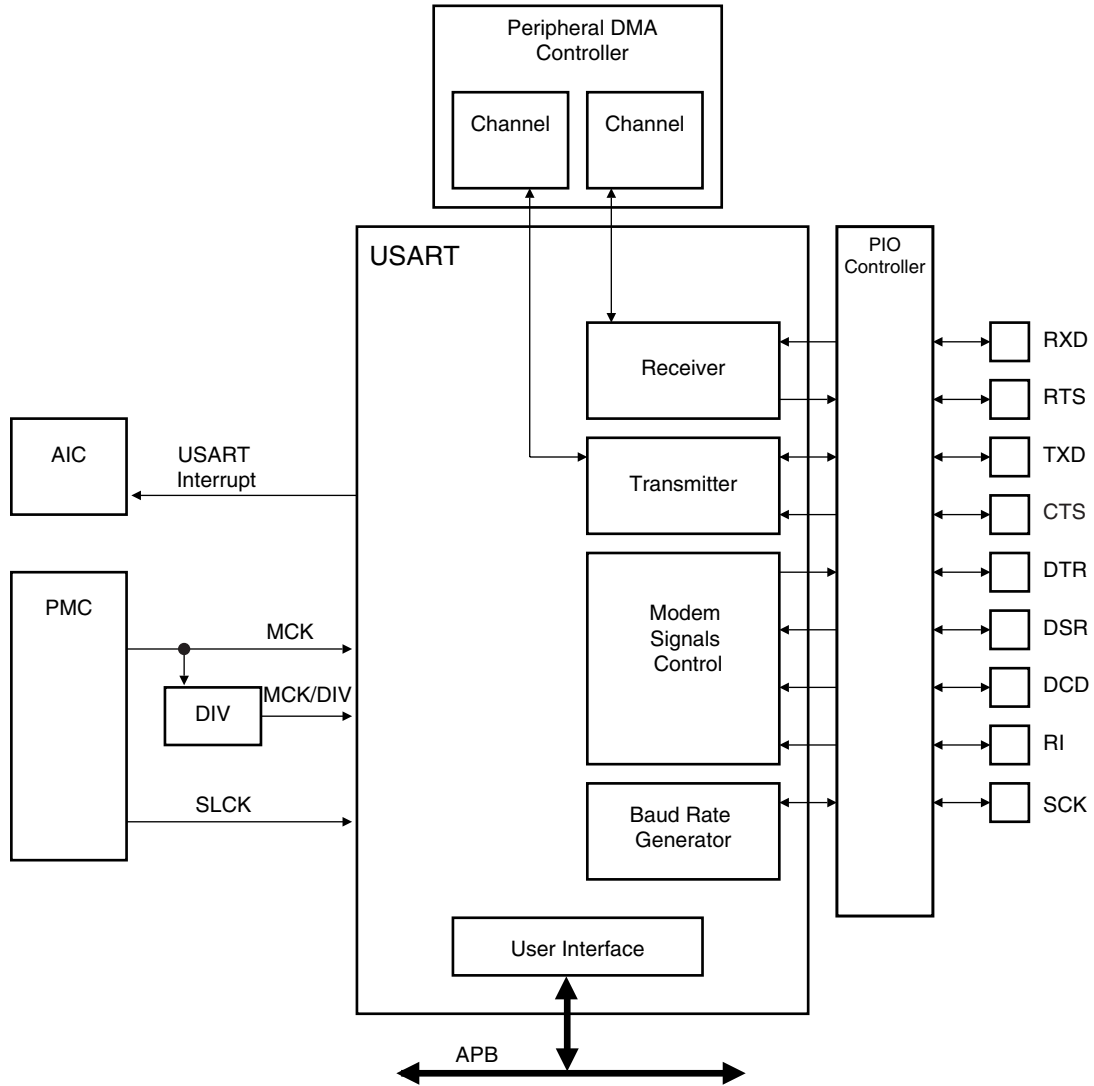 Peripheral DMA
Controller
Channel
Channel
USART
PIO
Controller
Receiver
RXD
RTS
AIC
USART
Interrupt
Transmitter
TXD
CTS
PMC
MCK
DIV
MCK/DIV
SLCK
Modem
Signals
Control
DTR
DSR
DCD
RI
Baud Rate
Generator
SCK
User Interface
APB